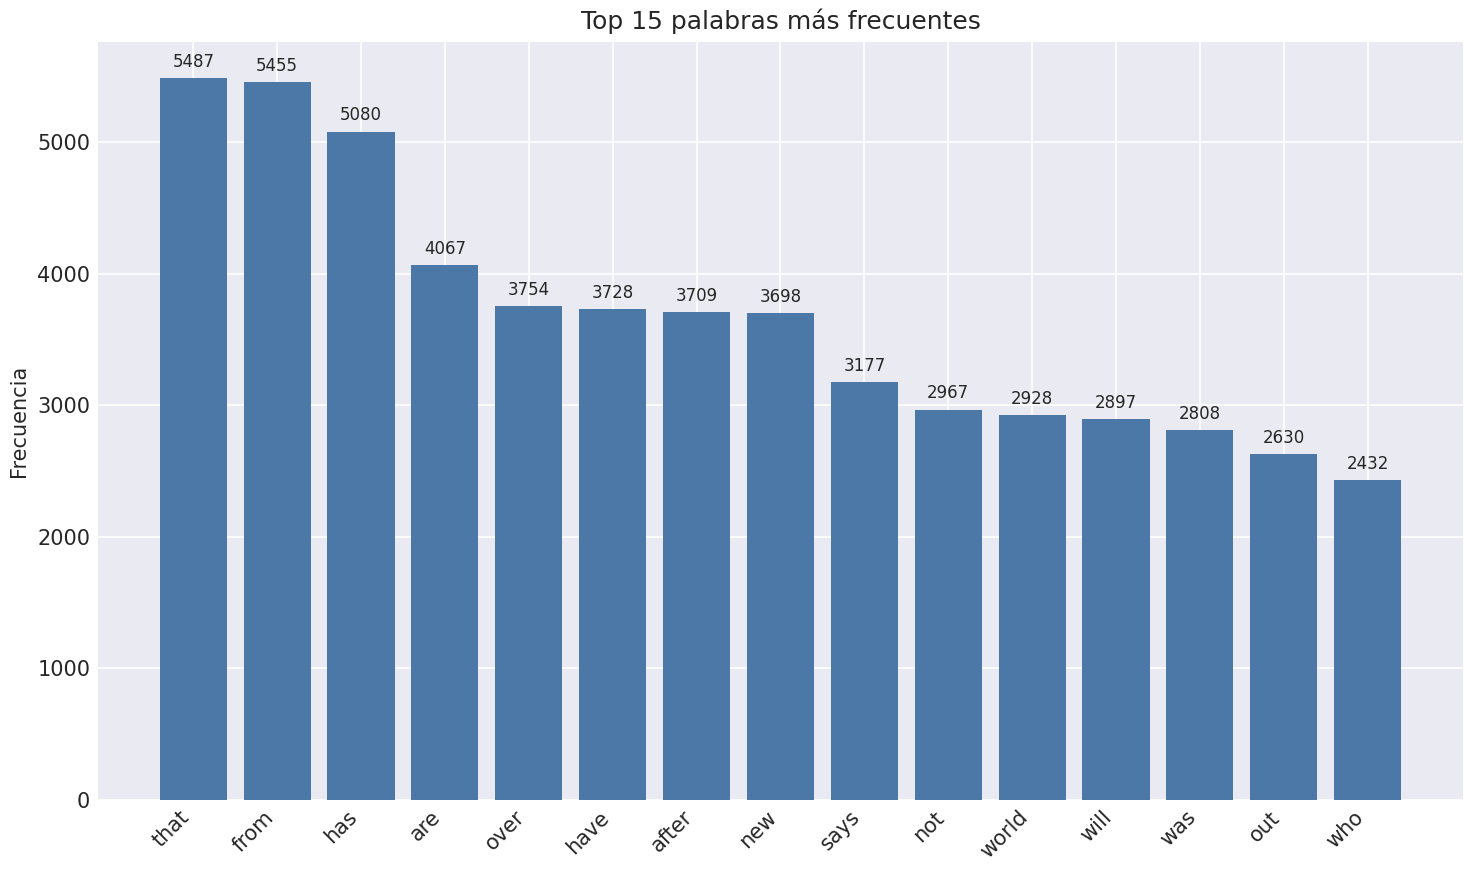 Top 15 palabras más frecuentes
Frecuencia
5000
4000
3000
2000
1000
0
5487
5455
5080
4067
3754
3728
3709
3698
3177
2967
2928
2897
2808
2630
2432
that
from
has
are
over
have
after
new
says
not
world
will
was
out
who